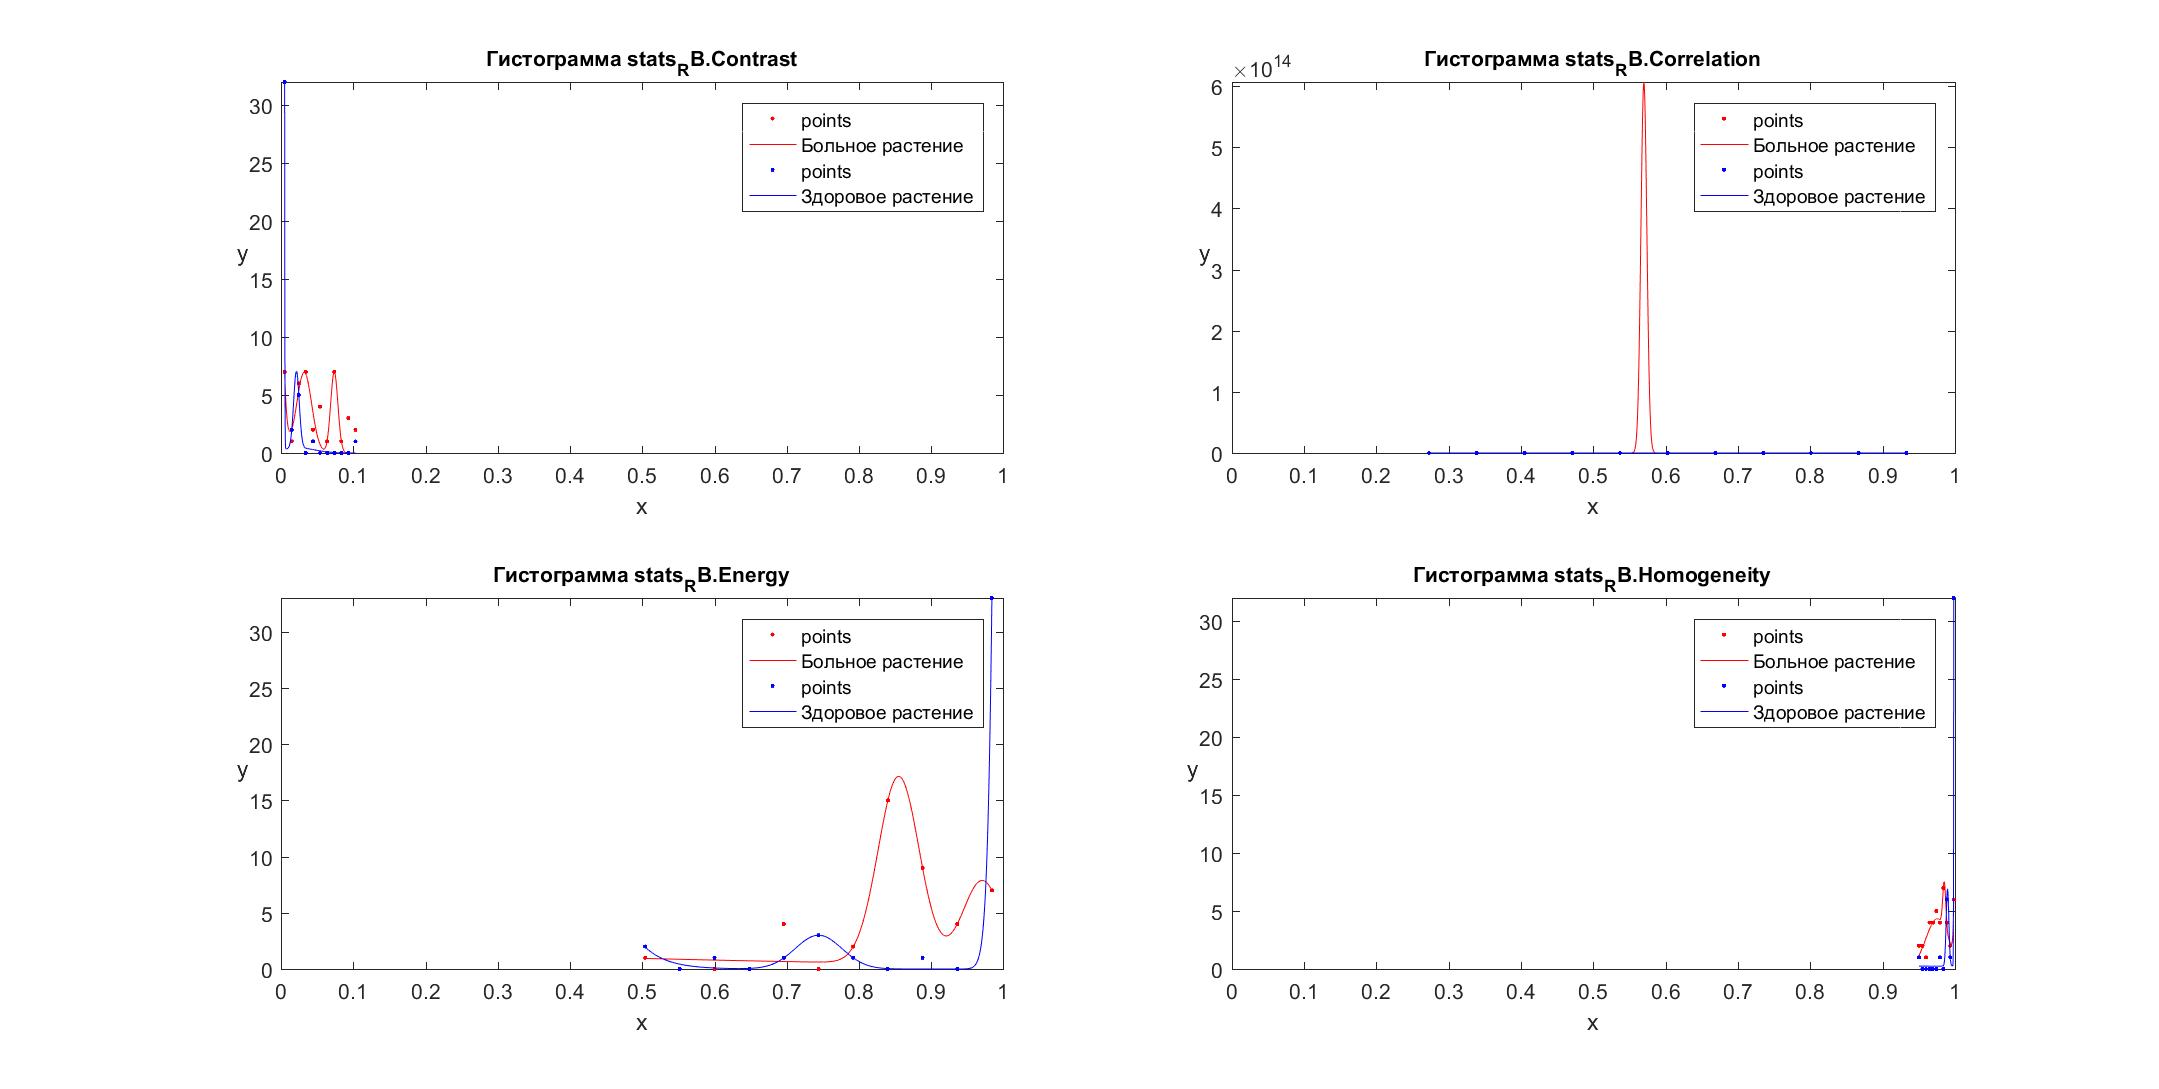 Гистограмма stats_RB.Contrast
30
25
20
15
10
5
0
y
0 0.1 0.2 0.3 0.4 0.5 0.6 0.7 0.8 0.9 1
x
points
Больное растение
points
Здоровое растение
Гистограмма stats_RB.Correlation
×10^14
6
5
4
3
2
1
0
y
0 0.1 0.2 0.3 0.4 0.5 0.6 0.7 0.8 0.9 1
x
points
Больное растение
points
Здоровое растение
Гистограмма stats_RB.Energy
30
25
20
15
10
5
0
y
0 0.1 0.2 0.3 0.4 0.5 0.6 0.7 0.8 0.9 1
x
points
Больное растение
points
Здоровое растение
Гистограмма stats_RB.Homogeneity
30
25
20
15
10
5
0
y
0 0.1 0.2 0.3 0.4 0.5 0.6 0.7 0.8 0.9 1
x
points
Больное растение
points
Здоровое растение